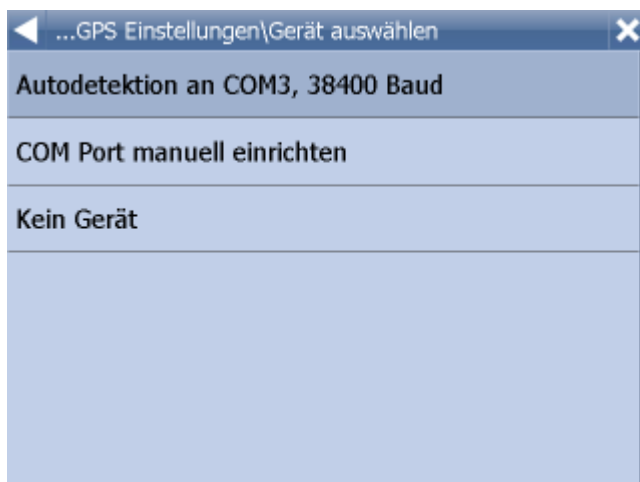 ...GPS Einstellungen\Gerät auswählen
Autodetektion an COM3, 38400 Baud
COM Port manuell einrichten
Kein Gerät